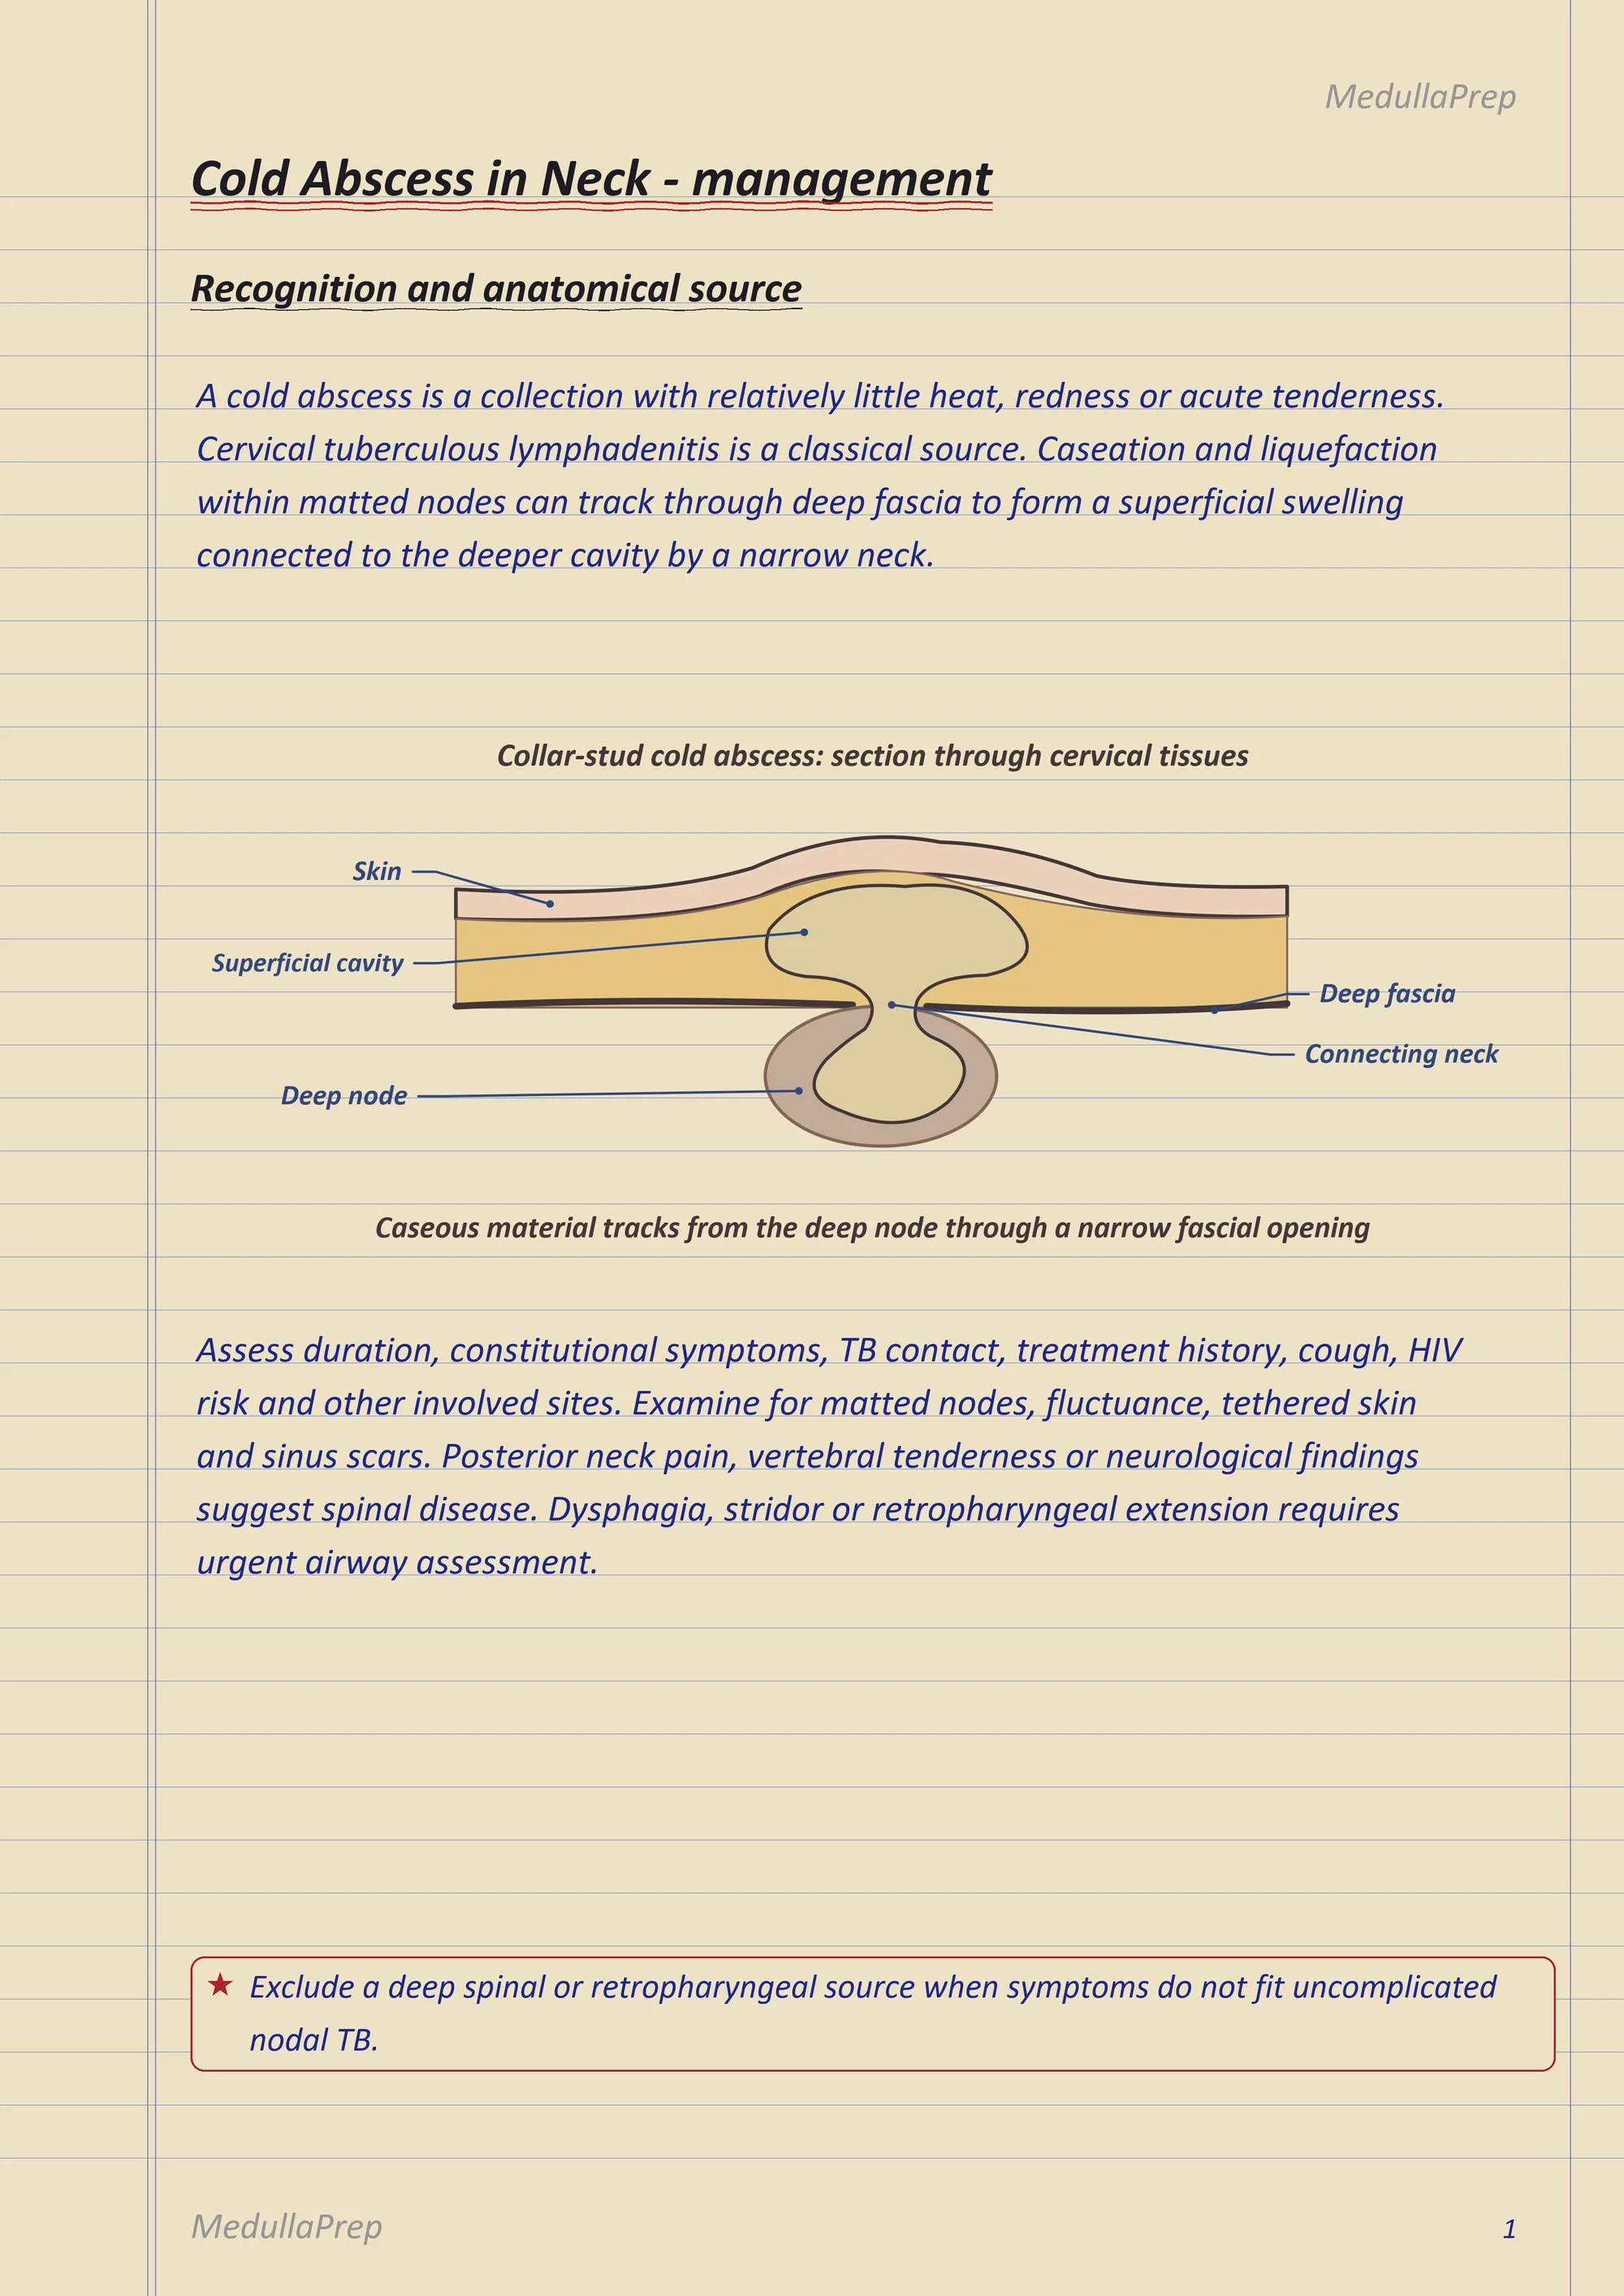 MedullaPrep
Cold Abscess in Neck - management
Recognition and anatomical source
A cold abscess is a collection with relatively little heat, redness or acute tenderness.
Cervical tuberculous lymphadenitis is a classical source. Caseation and liquefaction
within matted nodes can track through deep fascia to form a superficial swelling
connected to the deeper cavity by a narrow neck.
Collar-stud cold abscess: section through cervical tissues
Skin
Superficial cavity
Deep fascia
Connecting neck
Deep node
Caseous material tracks from the deep node through a narrow fascial opening
Assess duration, constitutional symptoms, TB contact, treatment history, cough, HIV
risk and other involved sites. Examine for matted nodes, fluctuance, tethered skin
and sinus scars. Posterior neck pain, vertebral tenderness or neurological findings
suggest spinal disease. Dysphagia, stridor or retropharyngeal extension requires
urgent airway assessment.
★ Exclude a deep spinal or retropharyngeal source when symptoms do not fit uncomplicated
nodal TB.
MedullaPrep
1